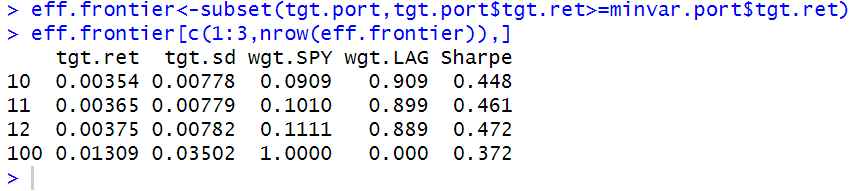 > eff.frontier<-subset(tgt.port,tgt.port$tgt.ret>=minvar.port$tgt.ret)
> eff.frontier[c(1:3,nrow(eff.frontier)),]
    tgt.ret  tgt.sd wgt.SPY wgt.LAG Sharpe
10  0.00354 0.00778  0.0909   0.909  0.448
11  0.00365 0.00779  0.1010   0.899  0.461
12  0.00375 0.00782  0.1111   0.889  0.472
100 0.01309 0.03502  1.0000   0.000  0.372
>